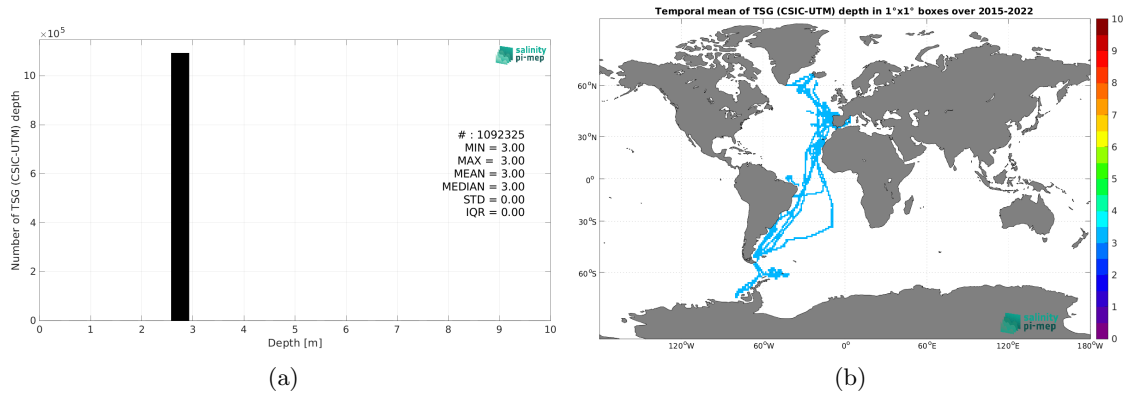 ×10⁵
10
8
6
4
2
0
Number of TSG (CSIC-UTM) depth
salinity
pi-mep
# : 1092325
MIN = 3.00
MAX = 3.00
MEAN = 3.00
MEDIAN = 3.00
STD = 0.00
IQR = 0.00
0 1 2 3 4 5 6 7 8 9 10
Depth [m]
(a)
Temporal mean of TSG (CSIC-UTM) depth in 1°x1° boxes over 2015-2022
60°N
30°N
0°
30°S
60°S
120°W 60°W 0° 60°E 120°E 180°W
salinity
pi-mep
10
9
8
7
6
5
4
3
2
1
0
(b)